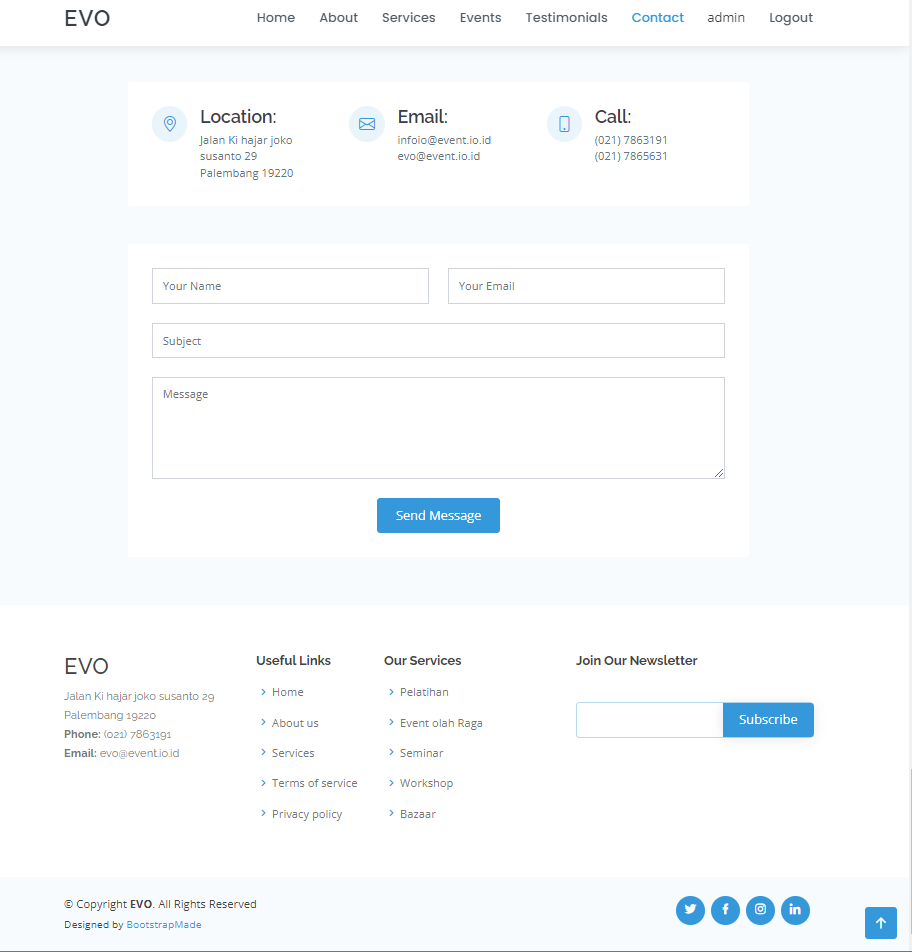 EVO
Home About Services Events Testimonials Contact admin Logout
Location:
Jalan Ki hajar joko
susanto 29
Palembang 19220
Email:
infoio@event.io.id
evo@event.io.id
Call:
(021) 7863191
(021) 7865631
Your Name
Your Email
Subject
Message
Send Message
EVO
Jalan Ki hajar joko susanto 29
Palembang 19220
Phone: (021) 7863191
Email: evo@event.io.id
Useful Links
Home
About us
Services
Terms of service
Privacy policy
Our Services
Pelatihan
Event olah Raga
Seminar
Workshop
Bazaar
Join Our Newsletter
Subscribe
© Copyright EVO. All Rights Reserved
Designed by BootstrapMade